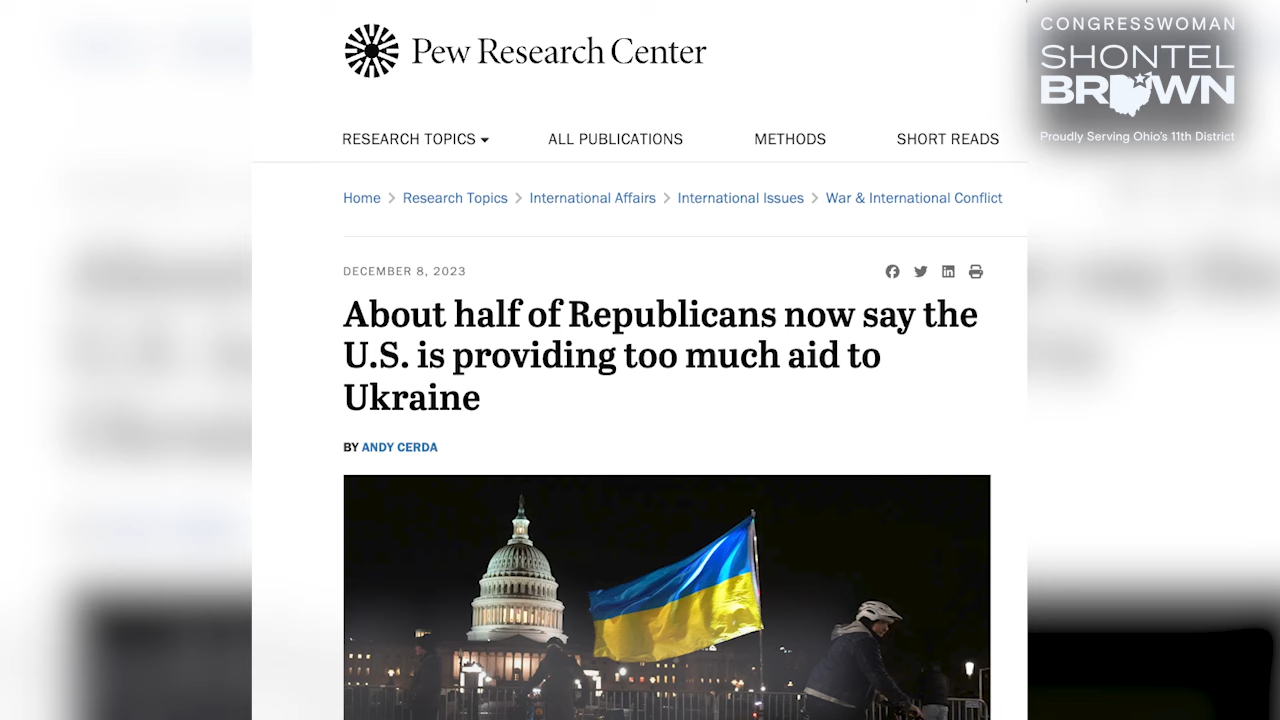 CONGRESSWOMAN
SHONTEL
BROWN
Proudly Serving Ohio's 11th District
Pew Research Center
RESEARCH TOPICS ALL PUBLICATIONS METHODS SHORT READS
Home > Research Topics > International Affairs > International Issues > War & International Conflict
DECEMBER 8, 2023
About half of Republicans now say the
U.S. is providing too much aid to
Ukraine
BY ANDY CERDA